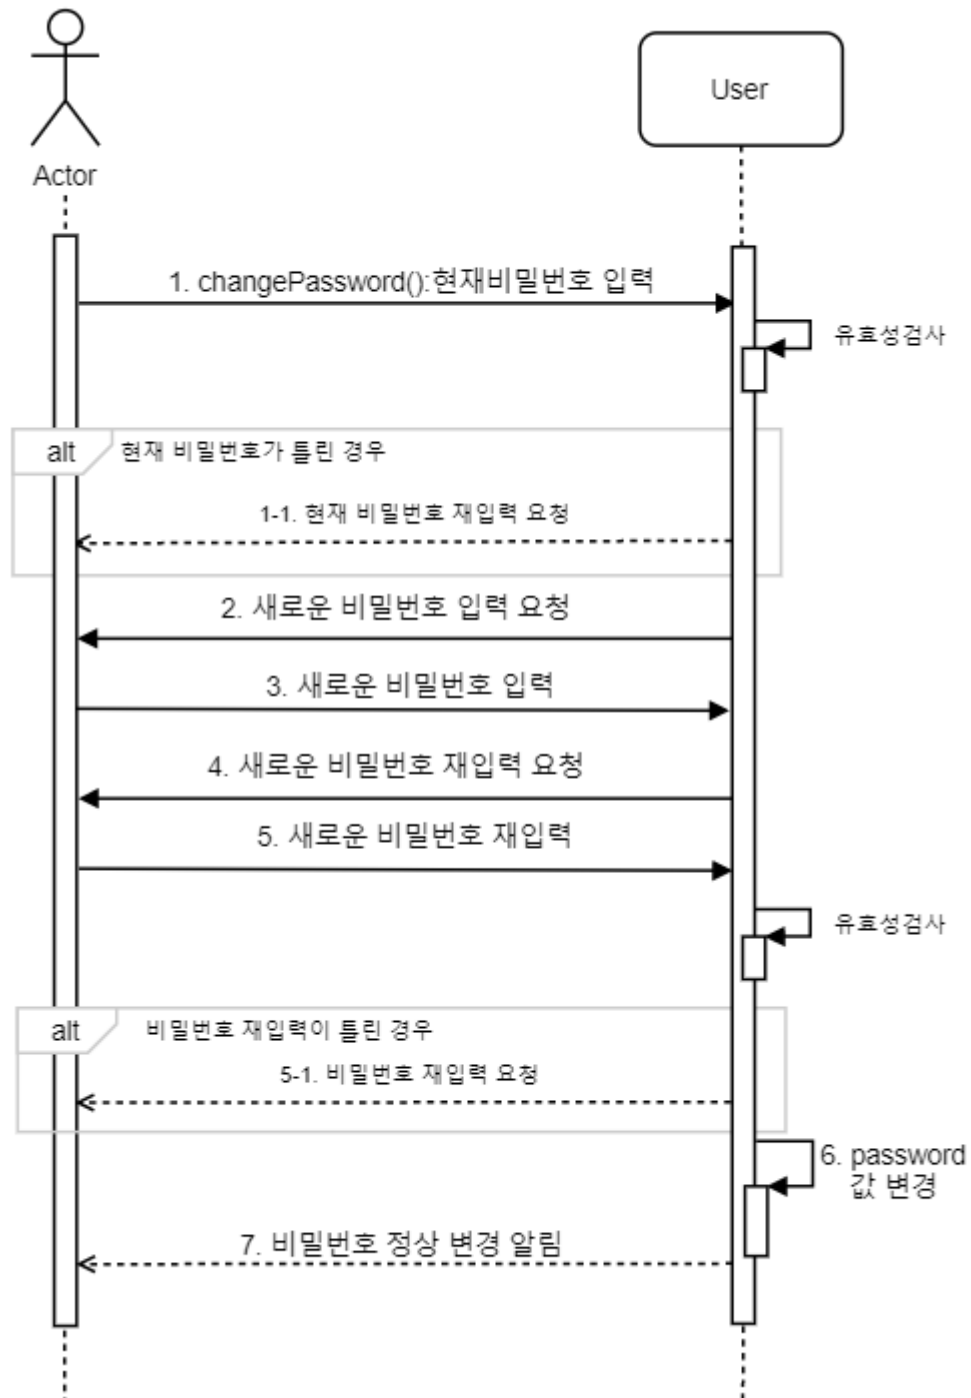 User
Actor
1. changePassword():현재비밀번호 입력
유효성검사
alt
현재 비밀번호가 틀린 경우
1-1. 현재 비밀번호 재입력 요청
2. 새로운 비밀번호 입력 요청
3. 새로운 비밀번호 입력
4. 새로운 비밀번호 재입력 요청
5. 새로운 비밀번호 재입력
유효성검사
alt
비밀번호 재입력이 틀린 경우
5-1. 비밀번호 재입력 요청
6. password
값 변경
7. 비밀번호 정상 변경 알림